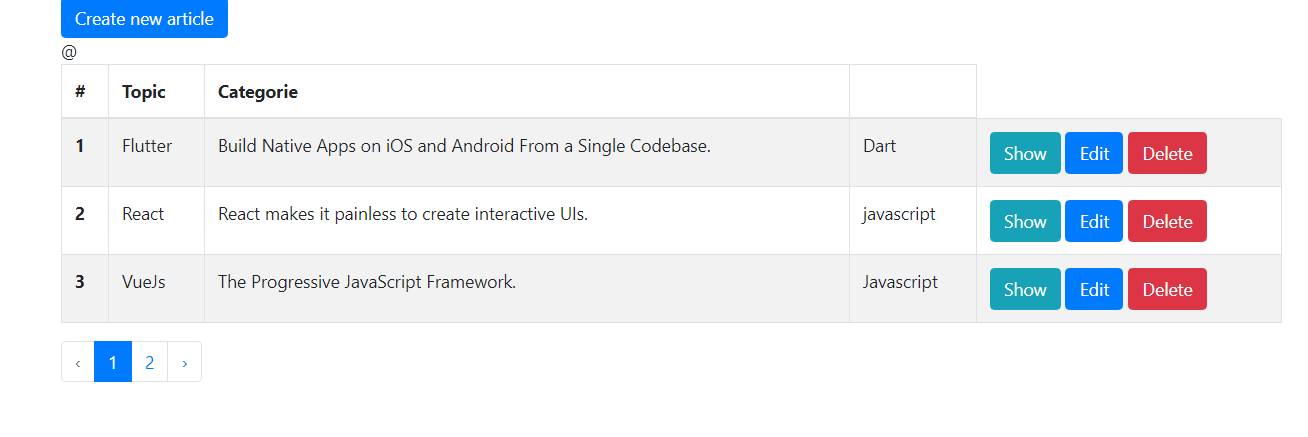 Create new article
@
# Topic Categorie
1 Flutter Build Native Apps on iOS and Android From a Single Codebase. Dart Show Edit Delete
2 React React makes it painless to create interactive UIs. javascript Show Edit Delete
3 VueJs The Progressive JavaScript Framework. Javascript Show Edit Delete
‹ 1 2 ›